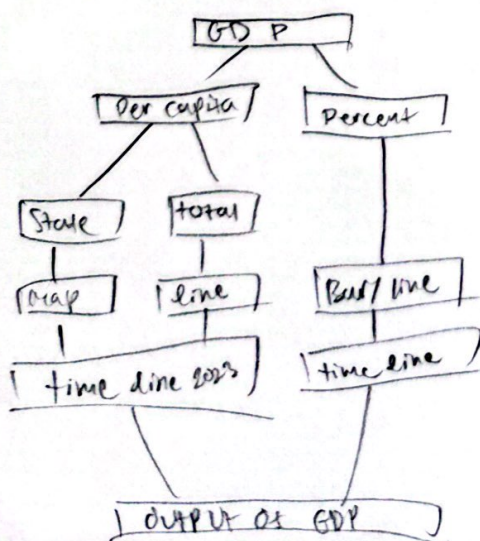 GDP
Per capita
Percent
State
total
map
line
Bar/ line
time line 2023
time line
OUTPUT OF GDP